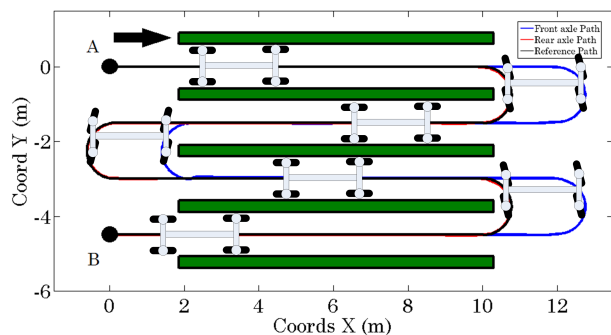 A
Front axle Path
Rear axle Path
Reference Path
0
-2
-4
-6
Coord Y (m)
B
0
2
4
6
8
10
12
Coords X (m)